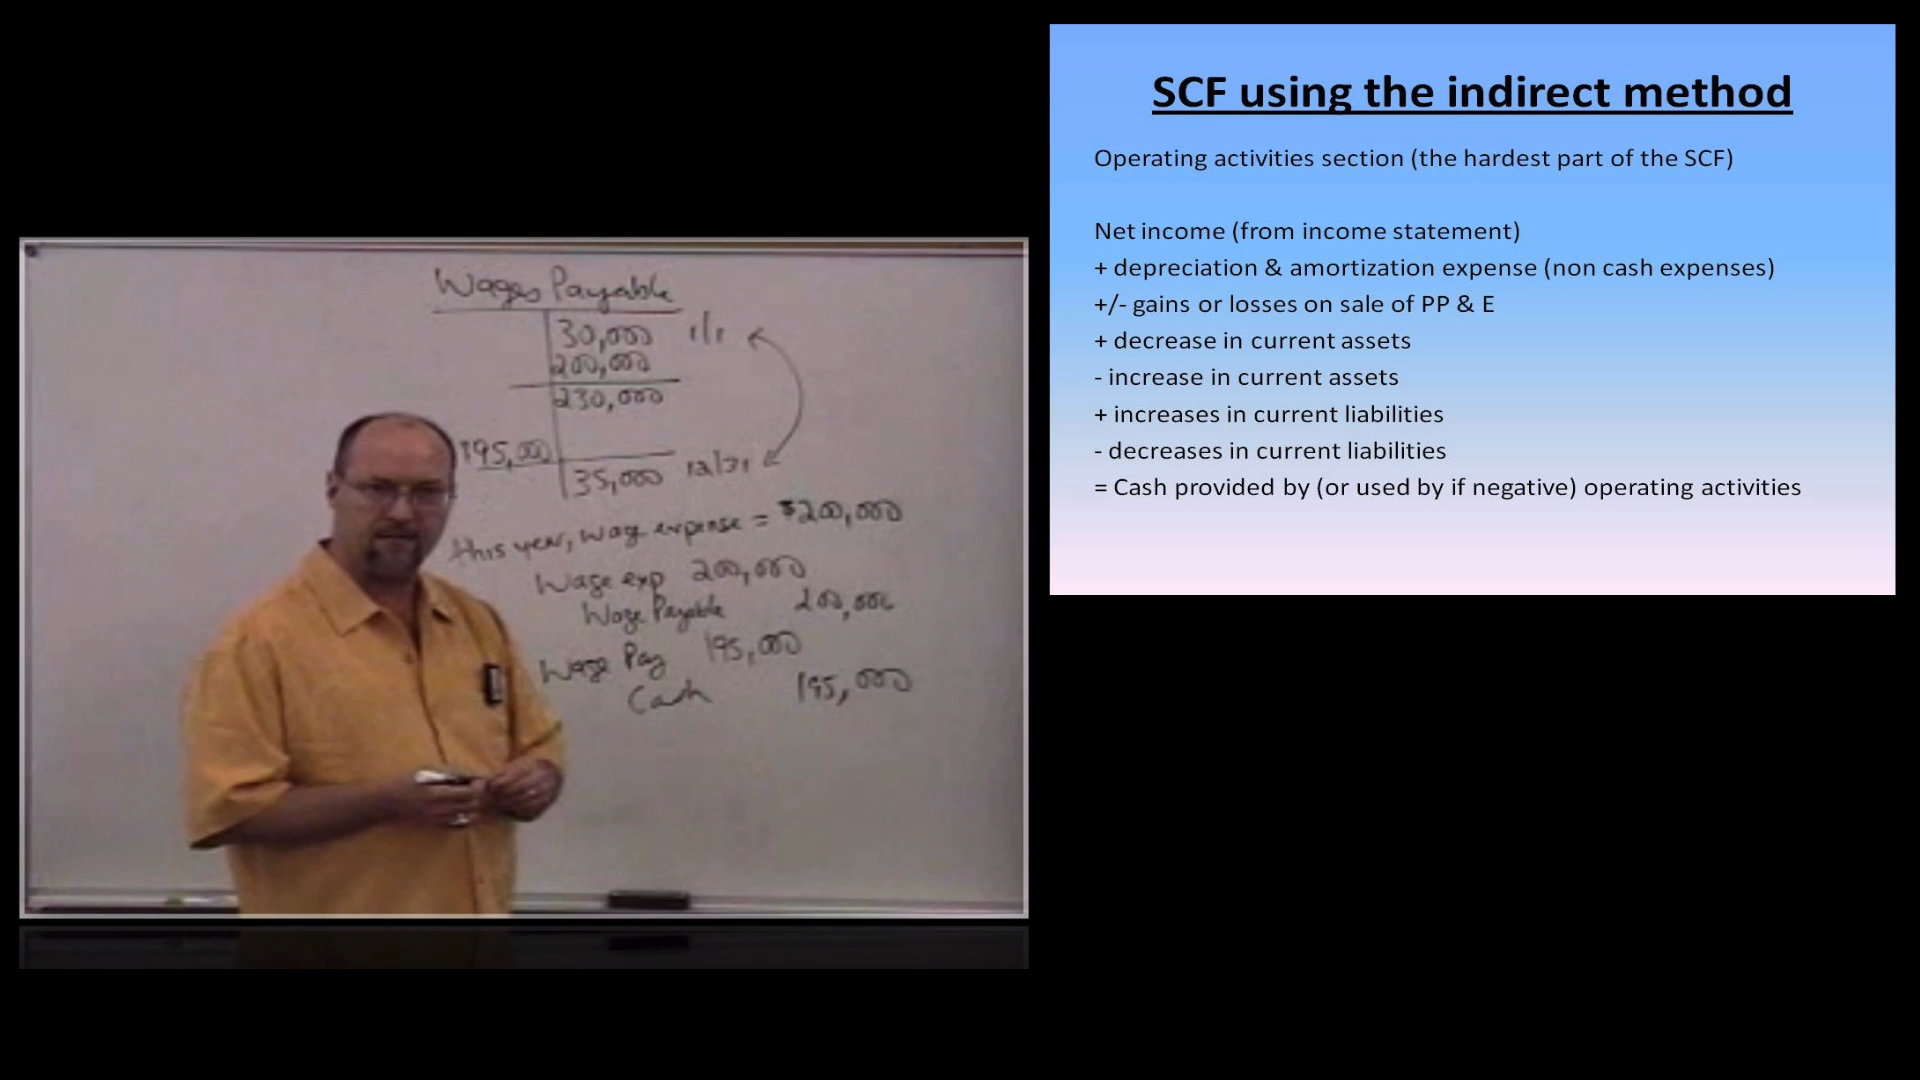 Wages Payable
30,000 1/1
200,000
230,000
195,000
35,000 12/31
this year, wage expense = $200,000
Wage exp 200,000
Wage Payable 200,000
Wage Pay 195,000
Cash 195,000
SCF using the indirect method
Operating activities section (the hardest part of the SCF)
Net income (from income statement)
+ depreciation & amortization expense (non cash expenses)
+/- gains or losses on sale of PP & E
+ decrease in current assets
- increase in current assets
+ increases in current liabilities
- decreases in current liabilities
= Cash provided by (or used by if negative) operating activities